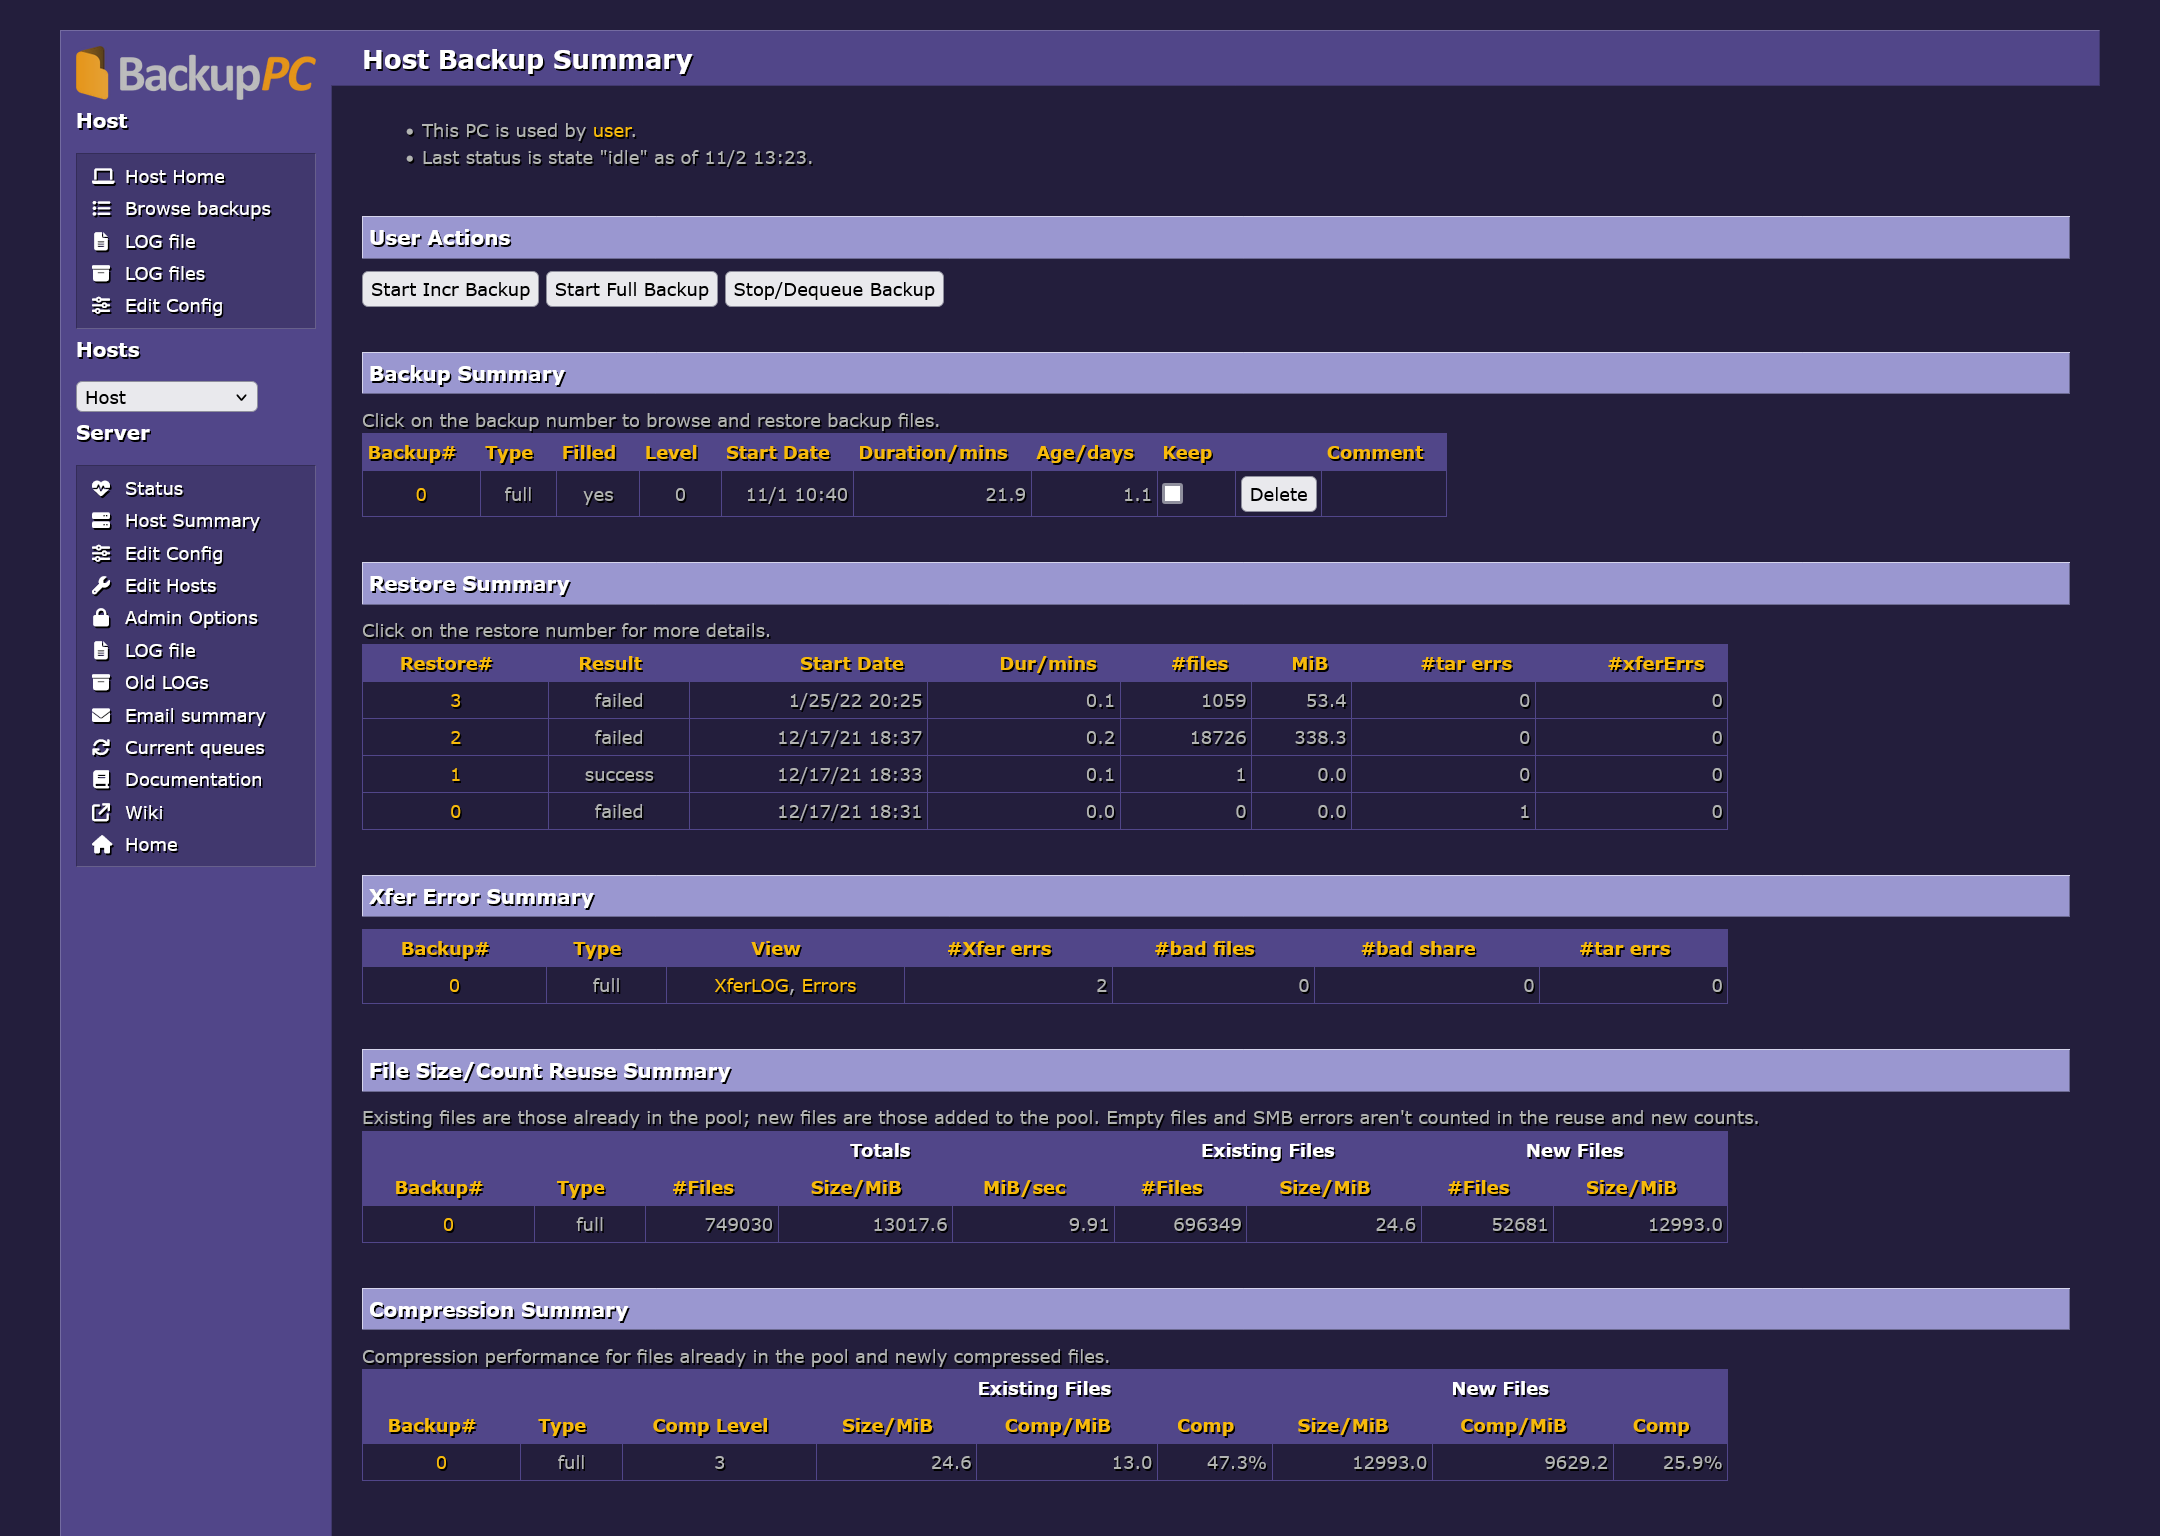 BackupPC
Host Backup Summary
Host
Host Home
Browse backups
LOG file
LOG files
Edit Config
Hosts
Host
Server
Status
Host Summary
Edit Config
Edit Hosts
Admin Options
LOG file
Old LOGs
Email summary
Current queues
Documentation
Wiki
Home
• This PC is used by user.
• Last status is state "idle" as of 11/2 13:23.
User Actions
Start Incr Backup Start Full Backup Stop/Dequeue Backup
Backup Summary
Click on the backup number to browse and restore backup files.
Backup# Type Filled Level Start Date Duration/mins Age/days Keep Comment
0 full yes 0 11/1 10:40 21.9 1.1 Delete
Restore Summary
Click on the restore number for more details.
Restore# Result Start Date Dur/mins #files MiB #tar errs #xferErrs
3 failed 1/25/22 20:25 0.1 1059 53.4 0 0
2 failed 12/17/21 18:37 0.2 18726 338.3 0 0
1 success 12/17/21 18:33 0.1 1 0.0 0 0
0 failed 12/17/21 18:31 0.0 0 0.0 1 0
Xfer Error Summary
Backup# Type View #Xfer errs #bad files #bad share #tar errs
0 full XferLOG, Errors 2 0 0 0
File Size/Count Reuse Summary
Existing files are those already in the pool; new files are those added to the pool. Empty files and SMB errors aren't counted in the reuse and new counts.
Totals Existing Files New Files
Backup# Type #Files Size/MiB MiB/sec #Files Size/MiB #Files Size/MiB
0 full 749030 13017.6 9.91 696349 24.6 52681 12993.0
Compression Summary
Compression performance for files already in the pool and newly compressed files.
Existing Files New Files
Backup# Type Comp Level Size/MiB Comp/MiB Comp Size/MiB Comp/MiB Comp
0 full 3 24.6 13.0 47.3% 12993.0 9629.2 25.9%